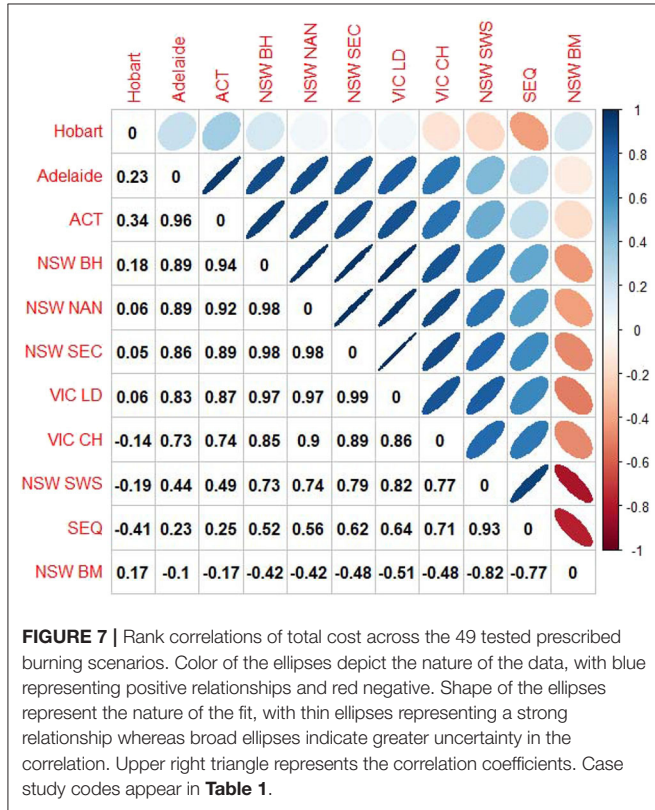 Hobart Adelaide ACT NSW BH NSW NAN NSW SEC VIC LD VIC CH NSW SWS SEQ NSW BM
Hobart 0
Adelaide 0.23 0
ACT 0.34 0.96 0
NSW BH 0.18 0.89 0.94 0
NSW NAN 0.06 0.89 0.92 0.98 0
NSW SEC 0.05 0.86 0.89 0.98 0.98 0
VIC LD 0.06 0.83 0.87 0.97 0.97 0.99 0
VIC CH -0.14 0.73 0.74 0.85 0.9 0.89 0.86 0
NSW SWS -0.19 0.44 0.49 0.73 0.74 0.79 0.82 0.77 0
SEQ -0.41 0.23 0.25 0.52 0.56 0.62 0.64 0.71 0.93 0
NSW BM 0.17 -0.1 -0.17 -0.42 -0.42 -0.48 -0.51 -0.48 -0.82 -0.77 0
1
0.8
0.6
0.4
0.2
0
-0.2
-0.4
-0.6
-0.8
-1
FIGURE 7 | Rank correlations of total cost across the 49 tested prescribed
burning scenarios. Color of the ellipses depict the nature of the data, with blue
representing positive relationships and red negative. Shape of the ellipses
represent the nature of the fit, with thin ellipses representing a strong
relationship whereas broad ellipses indicate greater uncertainty in the
correlation. Upper right triangle represents the correlation coefficients. Case
study codes appear in Table 1.